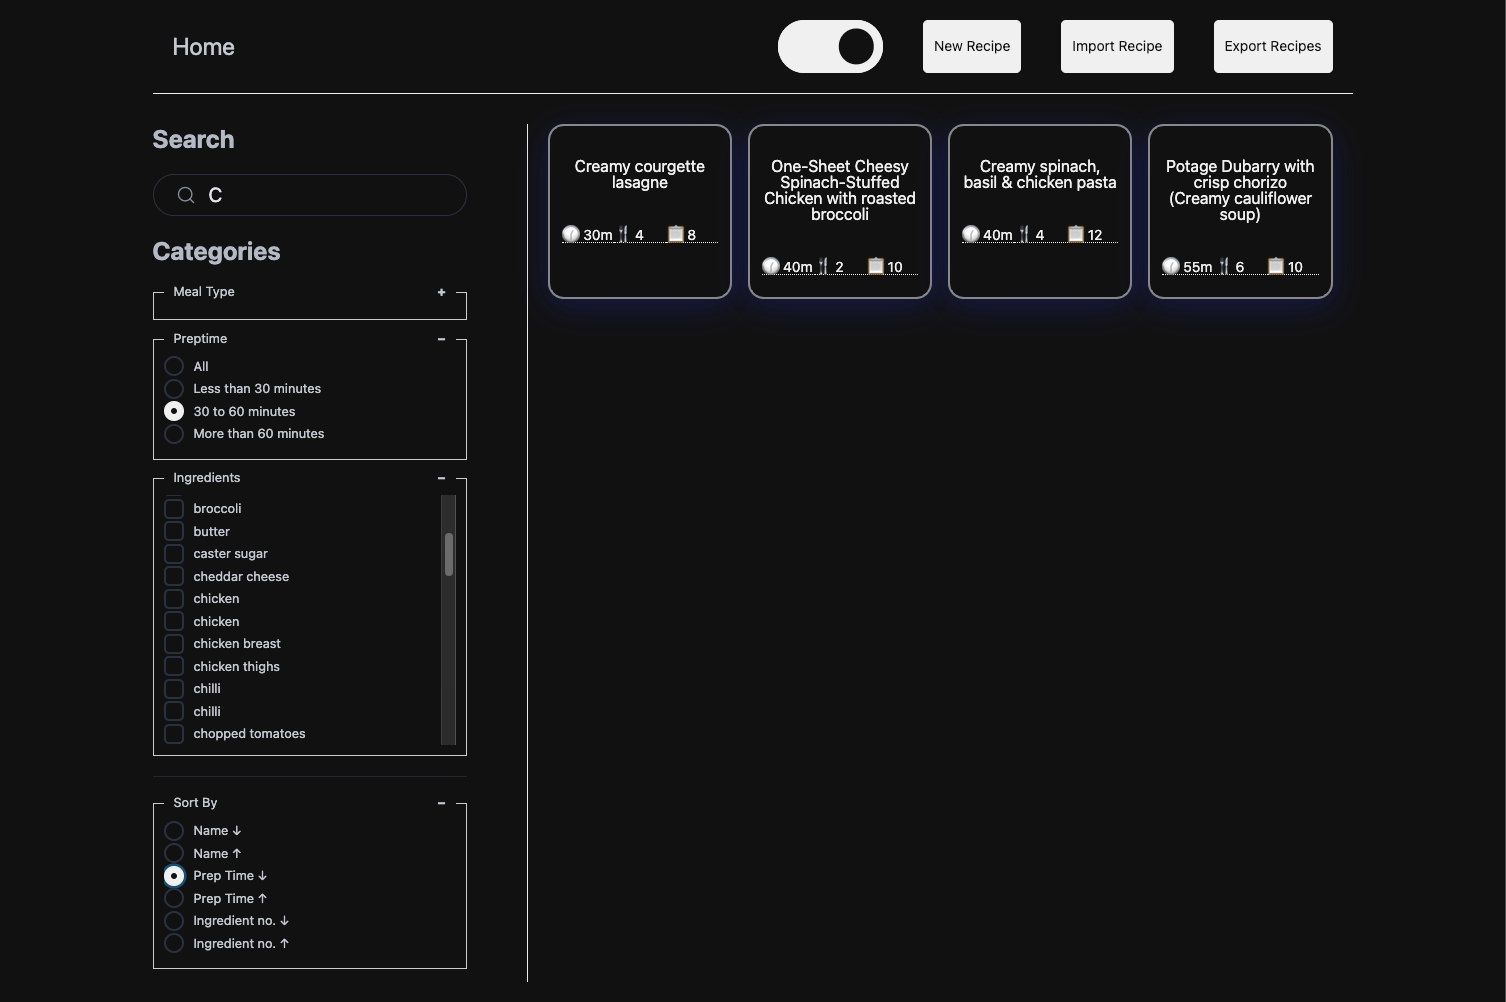 Home
New Recipe
Import Recipe
Export Recipes
Search
C
Categories
Meal Type +
Preptime −
All
Less than 30 minutes
30 to 60 minutes
More than 60 minutes
Ingredients −
broccoli
butter
caster sugar
cheddar cheese
chicken
chicken
chicken breast
chicken thighs
chilli
chilli
chopped tomatoes
Sort By −
Name ↓
Name ↑
Prep Time ↓
Prep Time ↑
Ingredient no. ↓
Ingredient no. ↑
Creamy courgette
lasagne
30m 4 8
One-Sheet Cheesy
Spinach-Stuffed
Chicken with roasted
broccoli
40m 2 10
Creamy spinach,
basil & chicken pasta
40m 4 12
Potage Dubarry with
crisp chorizo
(Creamy cauliflower
soup)
55m 6 10